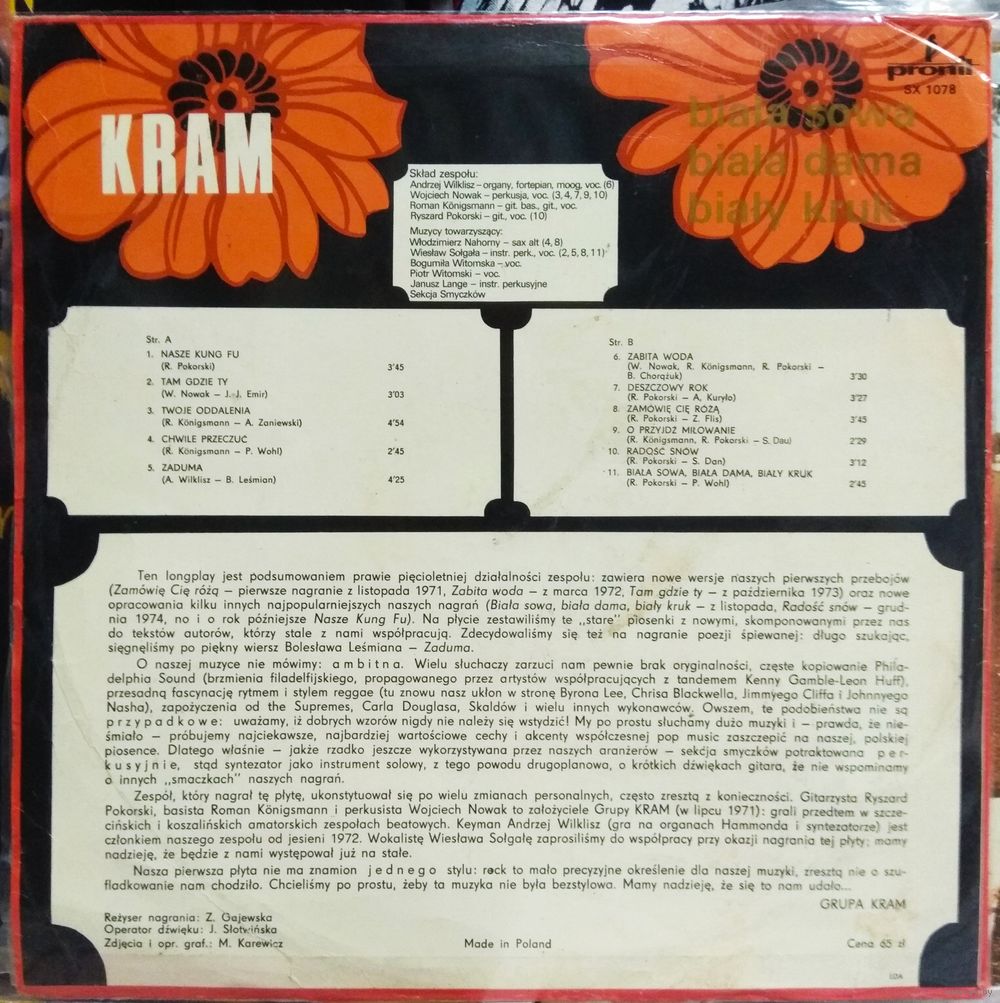 KRAM
pronit
SX 1078
biała sowa
biała dama
biały kruk
Skład zespołu:
Andrzej Wilklisz – organy, fortepian, moog, voc. (6)
Wojciech Nowak – perkusja, voc. (3, 4, 7, 9, 10)
Roman Königsmann – git. bas., git., voc.
Ryszard Pokorski – git., voc. (10)
Muzycy towarzyszący:
Włodzimierz Nahorny – sax alt (4, 8)
Wiesław Sołgała – instr. perk., voc. (2, 5, 8, 11)
Bogumiła Witomska – voc.
Piotr Witomski – voc.
Janusz Lange – instr. perkusyjne
Sekcja Smyczków
Str. A
1. NASZE KUNG FU
(R. Pokorski) 3'45
2. TAM GDZIE TY
(W. Nowak – J. J. Emir) 3'03
3. TWOJE ODDALENIA
(R. Königsmann – A. Zaniewski) 4'54
4. CHWILE PRZECZUĆ
(R. Königsmann – P. Wohl) 2'45
5. ZADUMA
(A. Wilklisz – B. Leśmian) 4'25
Str. B
6. ZABITA WODA
(W. Nowak, R. Königsmann, R. Pokorski –
B. Chorążuk) 3'30
7. DESZCZOWY ROK
(R. Pokorski – A. Kuryło) 3'27
8. ZAMÓWIĘ CIĘ RÓŻĄ
(R. Pokorski – Z. Flis) 3'45
9. O PRZYJDŹ MIŁOWANIE
(R. Königsmann, R. Pokorski – S. Dau) 2'29
10. RADOŚĆ SNÓW
(R. Pokorski – S. Dan) 3'12
11. BIAŁA SOWA, BIAŁA DAMA, BIAŁY KRUK
(R. Pokorski – P. Wohl) 2'45
Ten longplay jest podsumowaniem prawie pięcioletniej działalności zespołu: zawiera nowe wersje naszych pierwszych przebojów
(Zamówię Cię różą – pierwsze nagranie z listopada 1971, Zabita woda – z marca 1972, Tam gdzie ty – z października 1973) oraz nowe
opracowania kilku innych najpopularniejszych naszych nagrań (Biała sowa, biała dama, biały kruk – z listopada, Radość snów – grud-
nia 1974, no i o rok późniejsze Nasze Kung Fu). Na płycie zestawiliśmy te ,,stare" piosenki z nowymi, skomponowanymi przez nas
do tekstów autorów, którzy stale z nami współpracują. Zdecydowaliśmy się też na nagranie poezji śpiewanej: długo szukając,
sięgnęliśmy po piękny wiersz Bolesława Leśmiana – Zaduma.
O naszej muzyce nie mówimy: ambitna. Wielu słuchaczy zarzuci nam pewnie brak oryginalności, częste kopiowanie Phila-
delphia Sound (brzmienia filadelfijskiego, propagowanego przez artystów współpracujących z tandemem Kenny Gamble-Leon Huff),
przesadną fascynację rytmem i stylem reggae (tu znowu nasz ukłon w stronę Byrona Lee, Chrisa Blackwella, Jimmyego Cliffa i Johnnyego
Nasha), zapożyczenia od the Supremes, Carla Douglasa, Skaldów i wielu innych wykonawców. Owszem, te podobieństwa nie są
przypadkowe: uważamy, iż dobrych wzorów nigdy nie należy się wstydzić! My po prostu słuchamy dużo muzyki i – prawda, że nie-
śmiało – próbujemy najciekawsze, najbardziej wartościowe cechy i akcenty współczesnej pop music zaszczepić na naszej, polskiej
piosence. Dlatego właśnie – jakże rzadko jeszcze wykorzystywana przez naszych aranżerów – sekcja smyczków potraktowana per-
kusyjnie, stąd syntezator jako instrument solowy, z tego powodu drugoplanowa, o krótkich dźwiękach gitara, że nie wspominamy
o innych ,,smaczkach" naszych nagrań.
Zespół, który nagrał tę płytę, ukonstytuował się po wielu zmianach personalnych, często zresztą z konieczności. Gitarzysta Ryszard
Pokorski, basista Roman Königsmann i perkusista Wojciech Nowak to założyciele Grupy KRAM (w lipcu 1971): grali przedtem w szcze-
cińskich i koszalińskich amatorskich zespołach beatowych. Keyman Andrzej Wilklisz (gra na organach Hammonda i syntezatorze) jest
członkiem naszego zespołu od jesieni 1972. Wokalistę Wiesława Sołgałę zaprosiliśmy do współpracy przy okazji nagrania tej płyty; mamy
nadzieję, że będzie z nami występował już na stałe.
Nasza pierwsza płyta nie ma znamion jednego stylu: rock to mało precyzyjne określenie dla naszej muzyki, zresztą nie o szu-
fladkowanie nam chodziło. Chcieliśmy po prostu, żeby ta muzyka nie była bezstylowa. Mamy nadzieję, że się to nam udało...
GRUPA KRAM
Reżyser nagrania: Z. Gajewska
Operator dźwięku: J. Słotwińska
Zdjęcia i opr. graf.: M. Karewicz
Made in Poland
Cena 65 zł